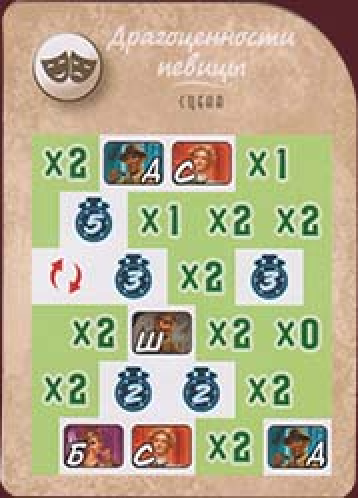 Драгоценности
певицы
СЦЕНА
X2 А С X1
5 X1 X2 X2
3 X2 3
X2 Ш X2 X0
X2 2 2 X2
Б С X2 А